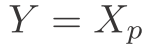 Y = X_p